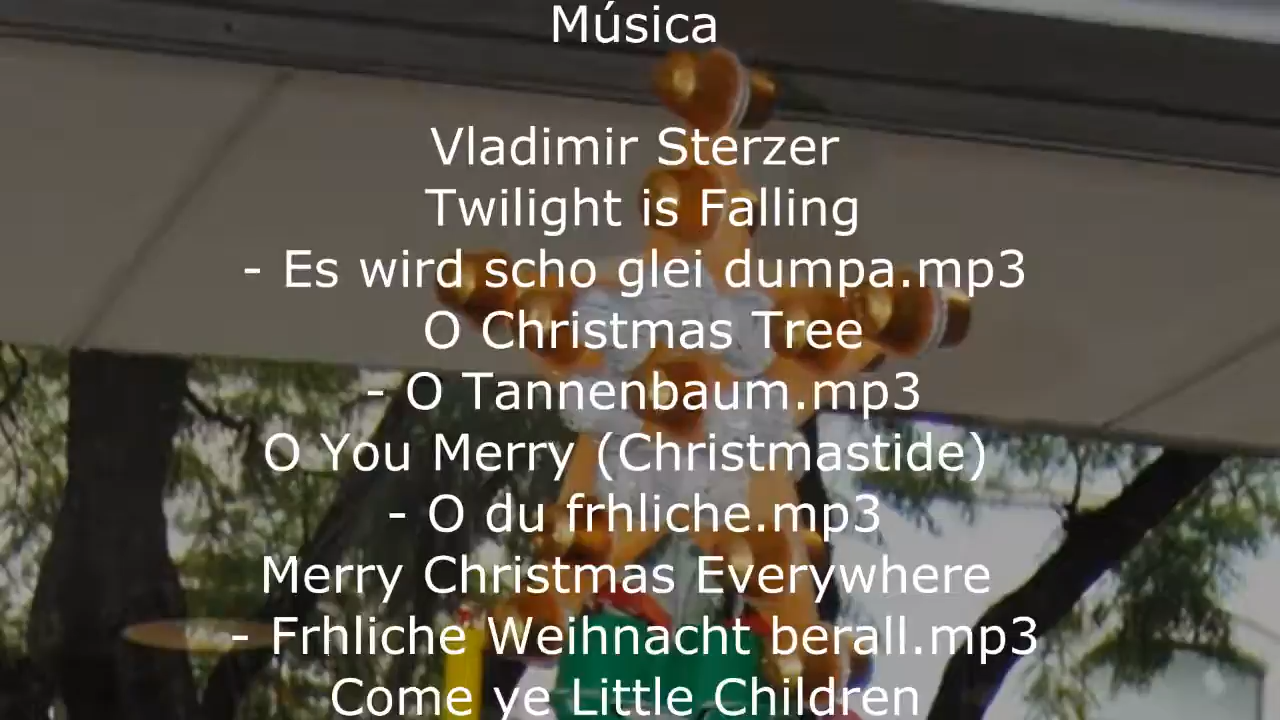 Música
Vladimir Sterzer
Twilight is Falling
- Es wird scho glei dumpa.mp3
O Christmas Tree
- O Tannenbaum.mp3
O You Merry (Christmastide)
- O du frhliche.mp3
Merry Christmas Everywhere
- Frhliche Weihnacht berall.mp3
Come ye Little Children